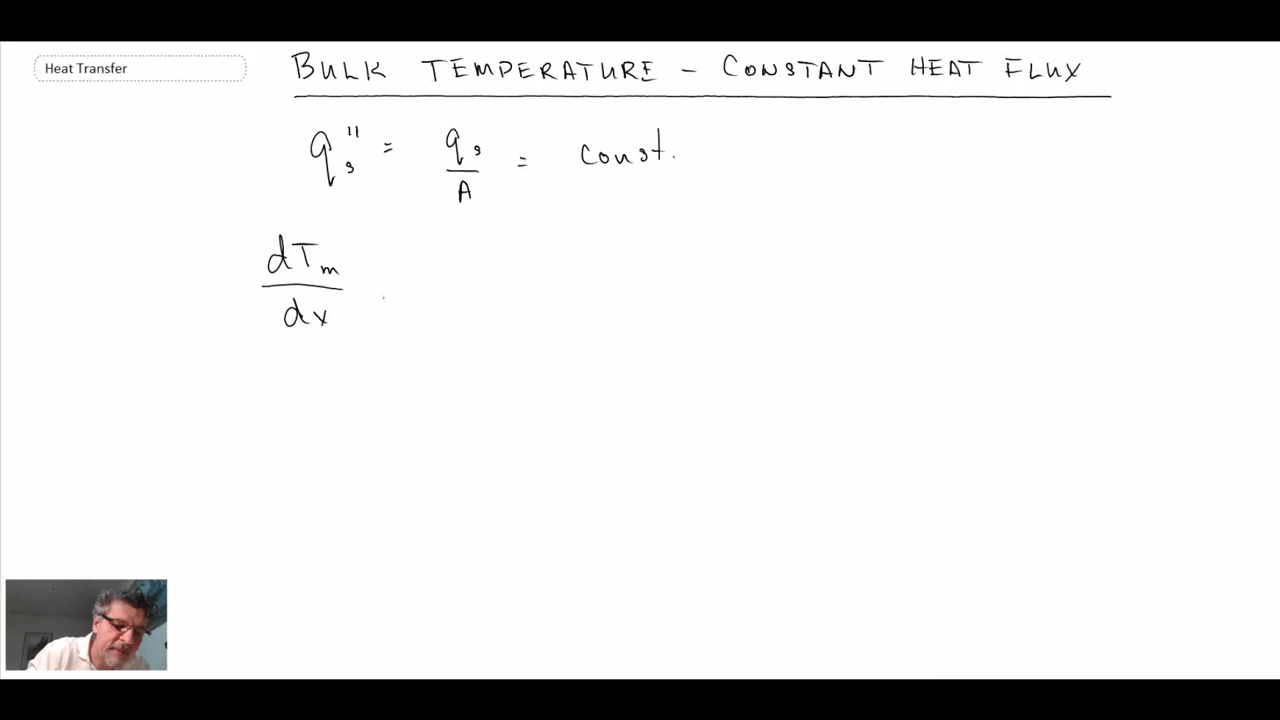 Heat Transfer
BULK TEMPERATURE – CONSTANT HEAT FLUX
q''s = qs/A = const.
dTm/dx